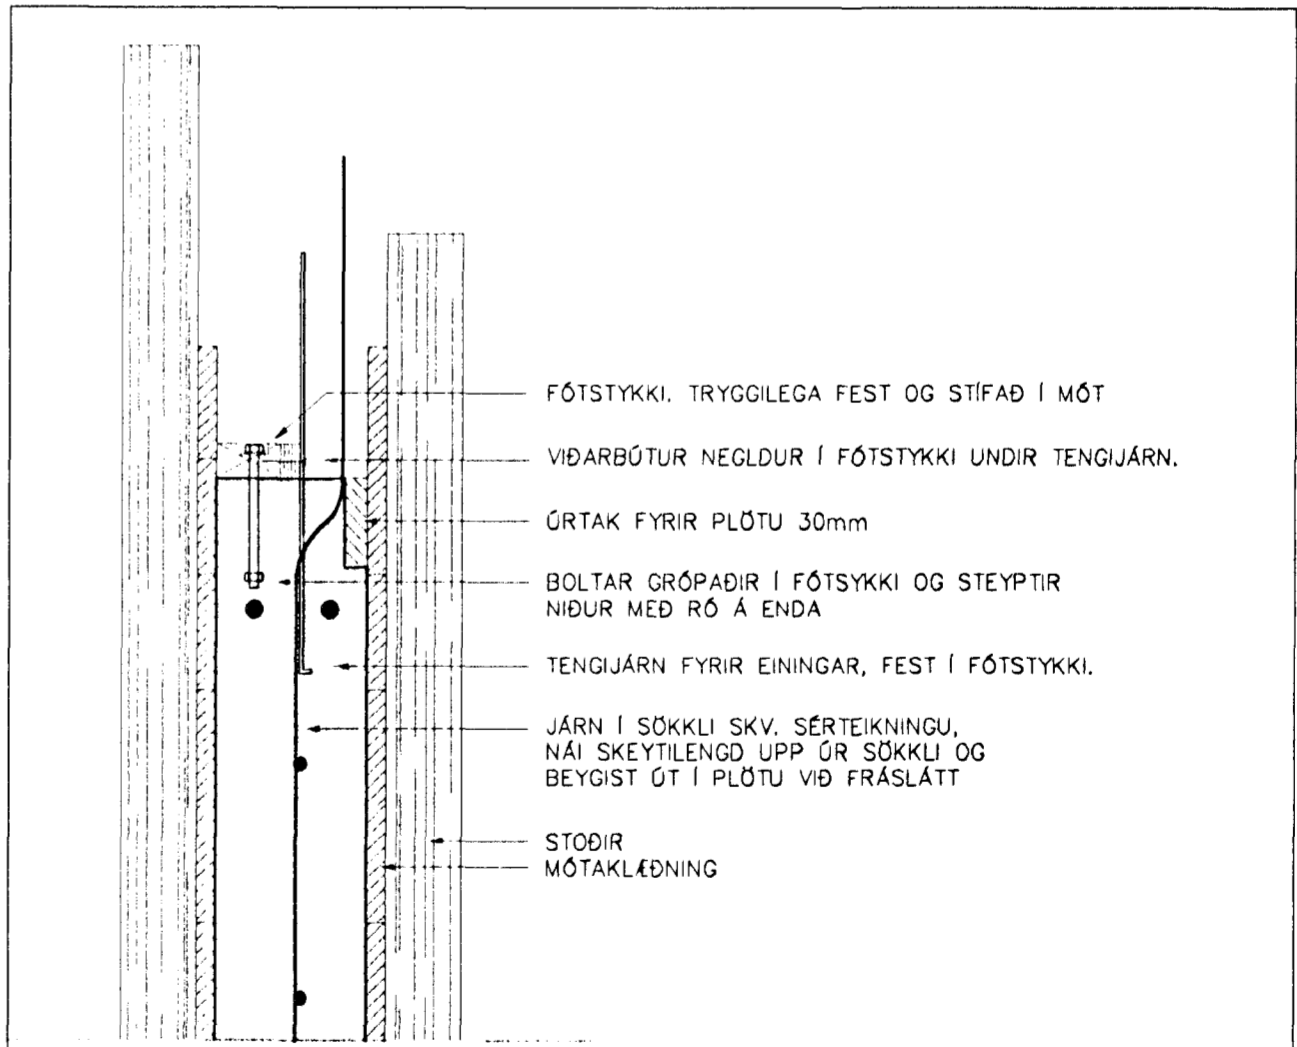 FÓTSTYKKI. TRYGGILEGA FEST OG STÍFAÐ Í MÓT
VIÐARBÚTUR NEGLDUR Í FÓTSTYKKI UNDIR TENGIJÁRN.
ÚRTAK FYRIR PLÖTU 30mm
BOLTAR GRÓPAÐIR Í FÓTSYKKI OG STEYPTIR
NIÐUR MEÐ RÓ Á ENDA
TENGIJÁRN FYRIR EININGAR, FEST Í FÓTSTYKKI.
JÁRN Í SÖKKLI SKV. SÉRTEIKNINGU,
NÁI SKEYTILENGD UPP ÚR SÖKKLI OG
BEYGIST ÚT Í PLÖTU VIÐ FRÁSLÁTT
STOÐIR
MÓTAKLÆÐNING